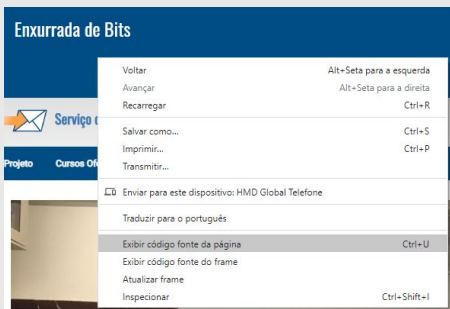 Enxurrada de Bits
Voltar Alt+Seta para a esquerda
Avançar Alt+Seta para a direita
Recarregar Ctrl+R
Serviço
Salvar como... Ctrl+S
Imprimir... Ctrl+P
Projeto Cursos
Transmitir...
Enviar para este dispositivo: HMD Global Telefone
Traduzir para o português
Exibir código fonte da página Ctrl+U
Exibir código fonte do frame
Atualizar frame
Inspecionar Ctrl+Shift+I